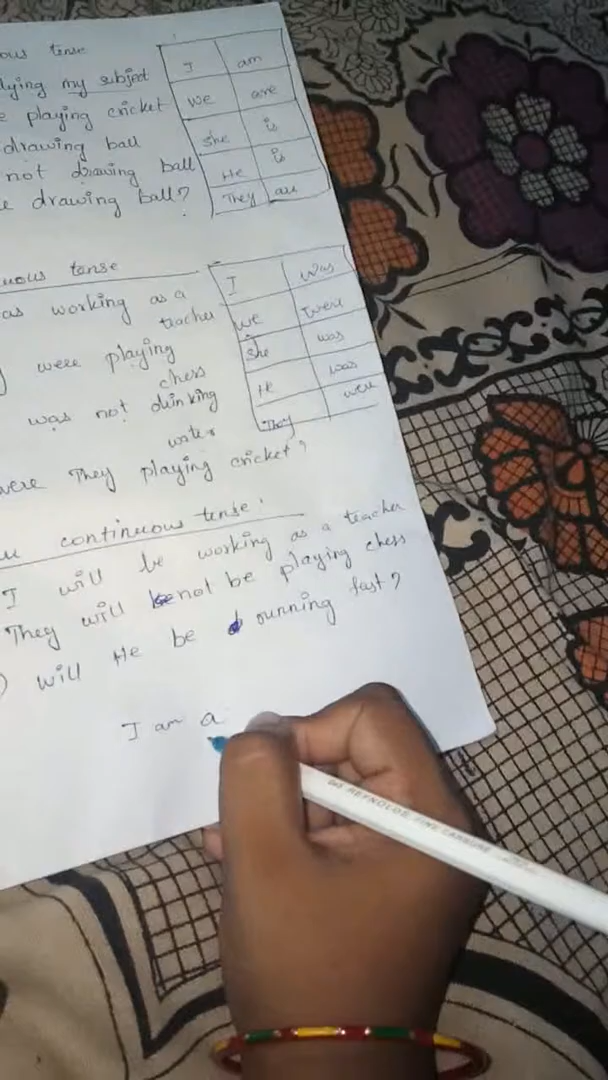 ous tense
lying my subject
playing cricket
drawing ball
not drawing ball
drawing ball?
I am
we are
she is
He is
They are
uous tense
as working as a
teacher
were playing
chess
was not drinking
water
were They playing cricket?
I was
we were
she was
He was
They were
continuous tense:
I will be working as a teacher
They will not be playing chess
will He be running fast?
I am a
REYNOLDS FINE CARBURE